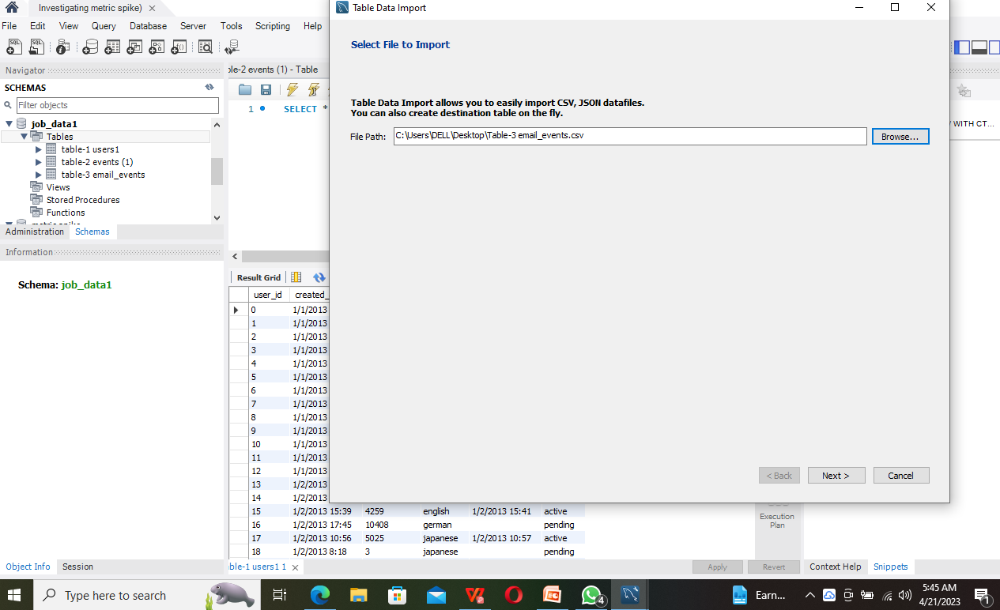 Investigating metric spike)
Table Data Import
File Edit View Query Database Server Tools Scripting Help
Navigator
SCHEMAS
Filter objects
job_data1
Tables
table-1 users1
table-2 events (1)
table-3 email_events
Views
Stored Procedures
Functions
Administration Schemas
Information
Schema: job_data1
Object Info Session
ble-2 events (1) - Table
1 SELECT *
Select File to Import
Table Data Import allows you to easily import CSV, JSON datafiles.
You can also create destination table on the fly.
File Path: C:\Users\DELL\Desktop\Table-3 email_events.csv Browse...
< Back Next > Cancel
WITH CT...
Result Grid
user_id created_
0 1/1/2013
1 1/1/2013
2 1/1/2013
3 1/1/2013
4 1/1/2013
5 1/1/2013
6 1/1/2013
7 1/1/2013
8 1/1/2013
9 1/1/2013
10 1/1/2013
11 1/1/2013
12 1/1/2013
13 1/2/2013
14 1/2/2013
15 1/2/2013 15:39 4259 english 1/2/2013 15:41 active
16 1/2/2013 17:45 10408 german pending
17 1/2/2013 10:56 5025 japanese 1/2/2013 10:57 active
18 1/2/2013 8:18 3 japanese pending
Execution
Plan
ble-1 users1 1
Apply Revert
Context Help Snippets
Type here to search
4
Earn...
5:45 AM
4/21/2023
1